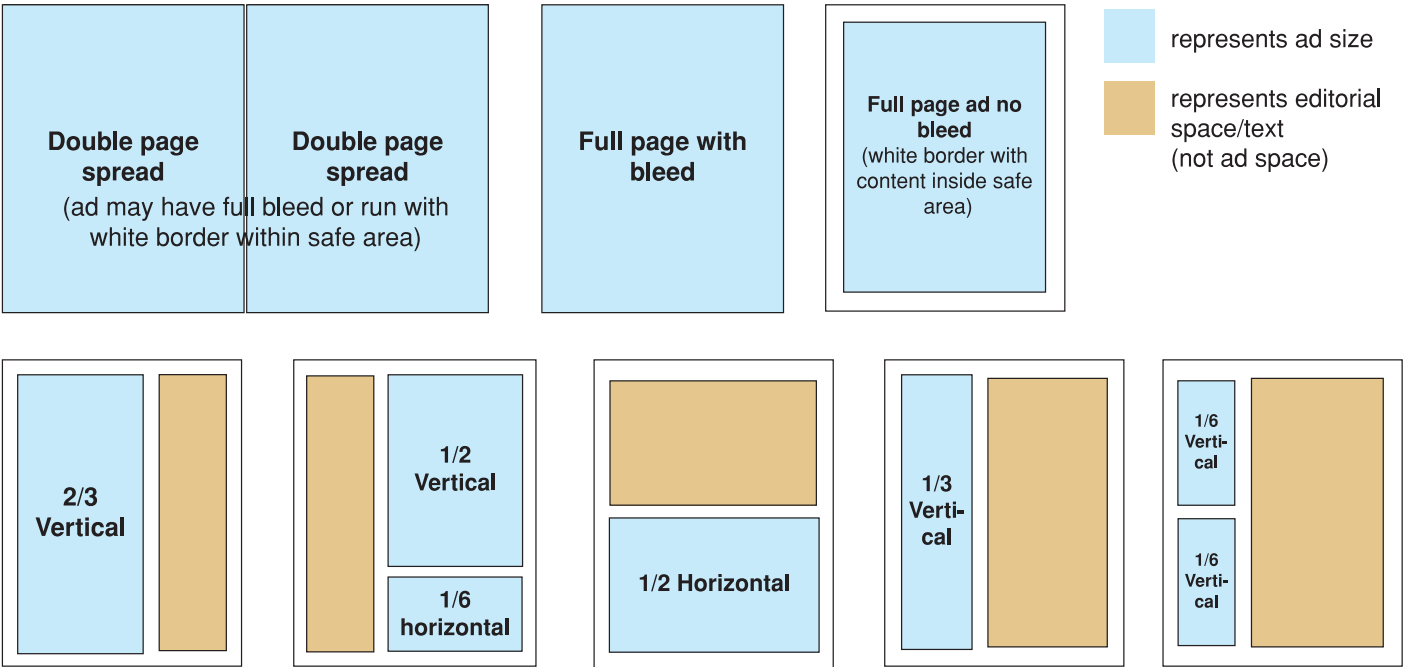 Double page
spread
Double page
spread
(ad may have full bleed or run with
white border within safe area)
Full page with
bleed
Full page ad no
bleed
(white border with
content inside safe
area)
represents ad size
represents editorial
space/text
(not ad space)
2/3
Vertical
1/2
Vertical
1/6
horizontal
1/2 Horizontal
1/3
Verti-
cal
1/6
Verti-
cal
1/6
Verti-
cal